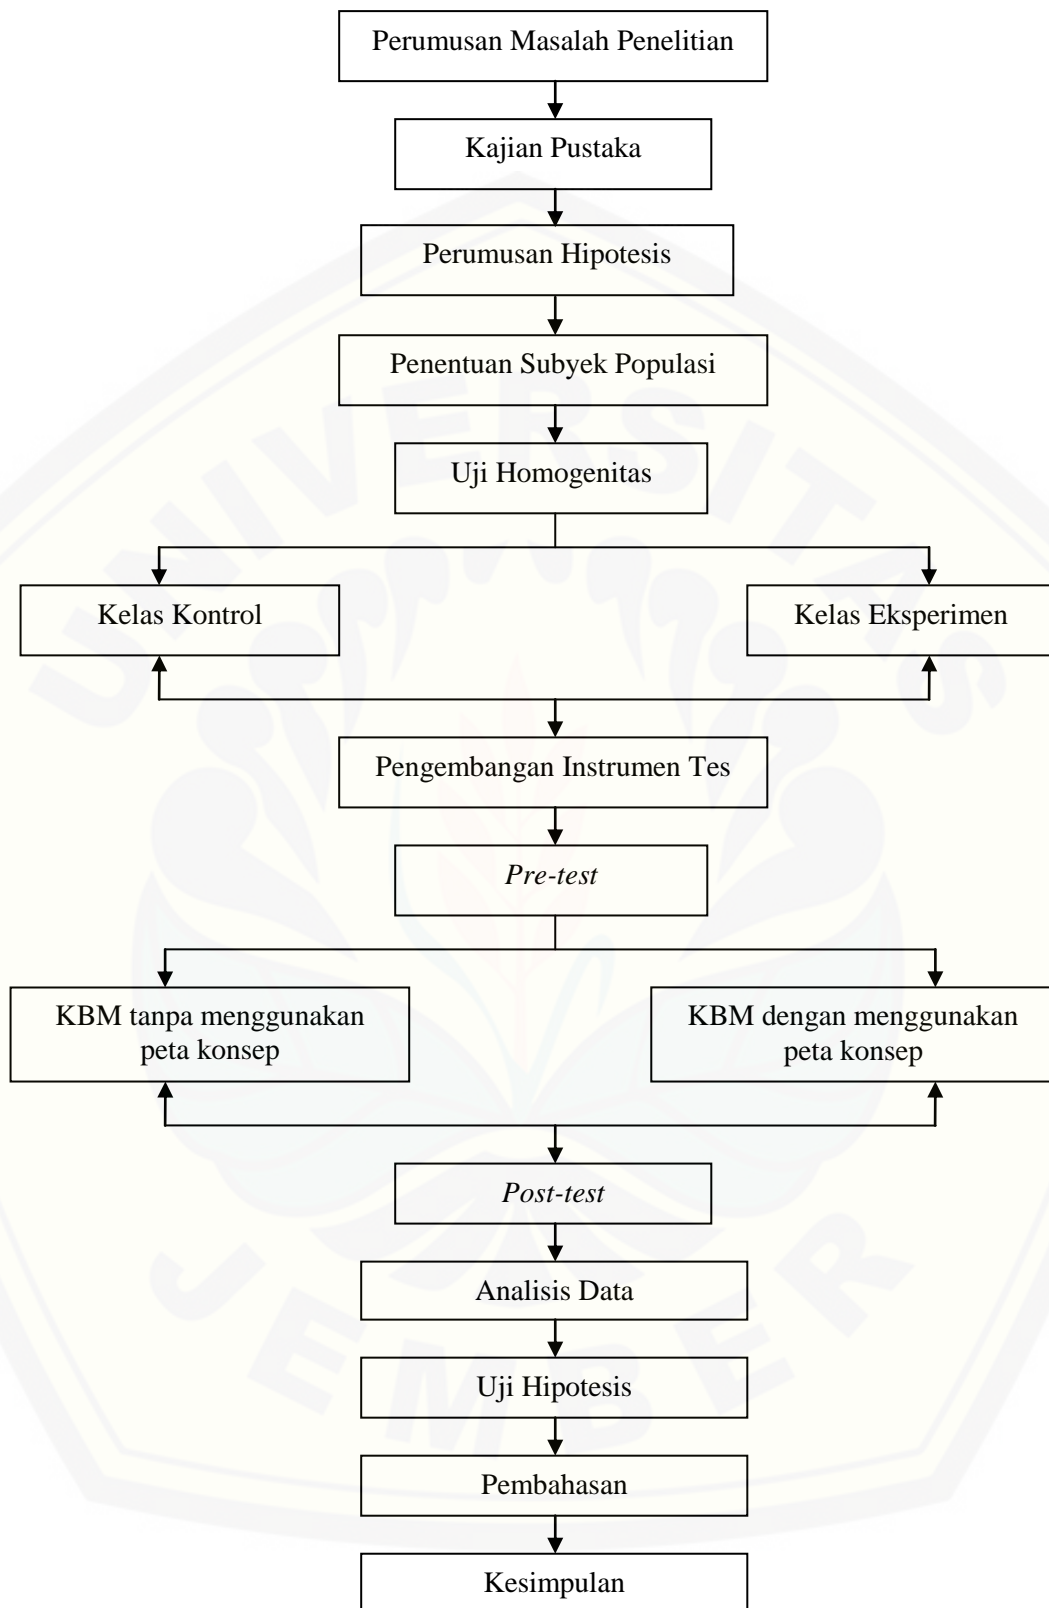 Perumusan Masalah Penelitian
Kajian Pustaka
Perumusan Hipotesis
Penentuan Subyek Populasi
Uji Homogenitas
Kelas Kontrol
Kelas Eksperimen
Pengembangan Instrumen Tes
Pre-test
KBM tanpa menggunakan
peta konsep
KBM dengan menggunakan
peta konsep
Post-test
Analisis Data
Uji Hipotesis
Pembahasan
Kesimpulan
UNIVERSITAS
JEMBER